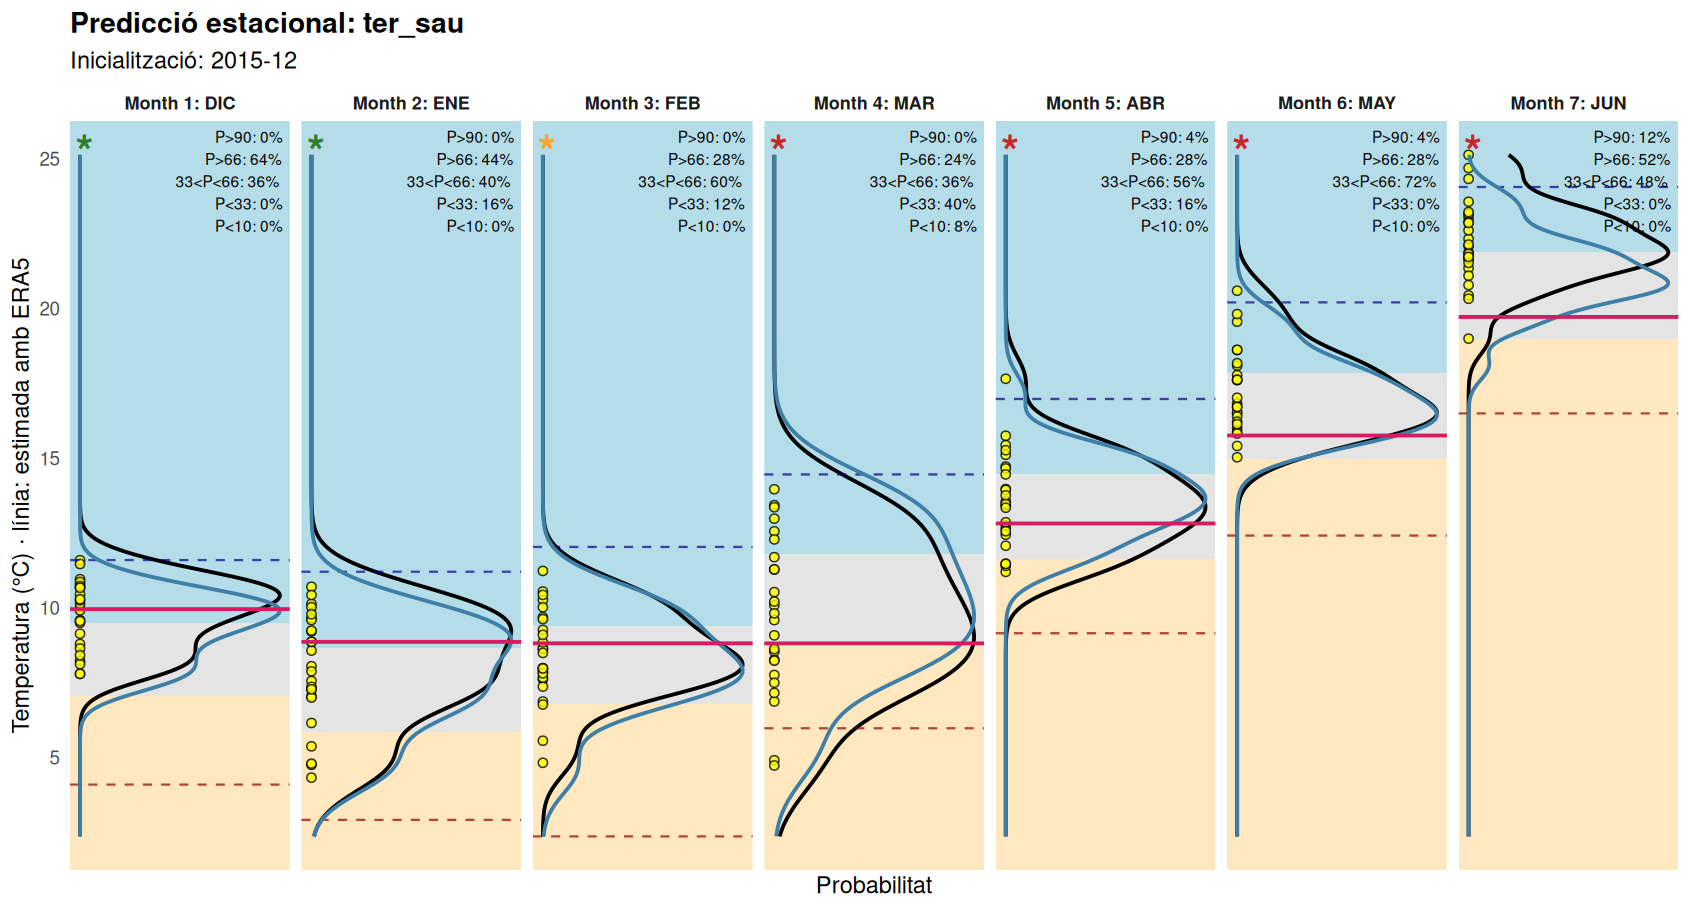 Predicció estacional: ter_sau
Inicialització: 2015-12
Month 1: DIC
Month 2: ENE
Month 3: FEB
Month 4: MAR
Month 5: ABR
Month 6: MAY
Month 7: JUN
P>90: 0%
P>66: 64%
33<P<66: 36%
P<33: 0%
P<10: 0%
P>90: 0%
P>66: 44%
33<P<66: 40%
P<33: 16%
P<10: 0%
P>90: 0%
P>66: 28%
33<P<66: 60%
P<33: 12%
P<10: 0%
P>90: 0%
P>66: 24%
33<P<66: 36%
P<33: 40%
P<10: 8%
P>90: 4%
P>66: 28%
33<P<66: 56%
P<33: 16%
P<10: 0%
P>90: 4%
P>66: 28%
33<P<66: 72%
P<33: 0%
P<10: 0%
P>90: 12%
P>66: 52%
33<P<66: 48%
P<33: 0%
P<10: 0%
25
20
15
10
5
Temperatura (°C) · línia: estimada amb ERA5
Probabilitat